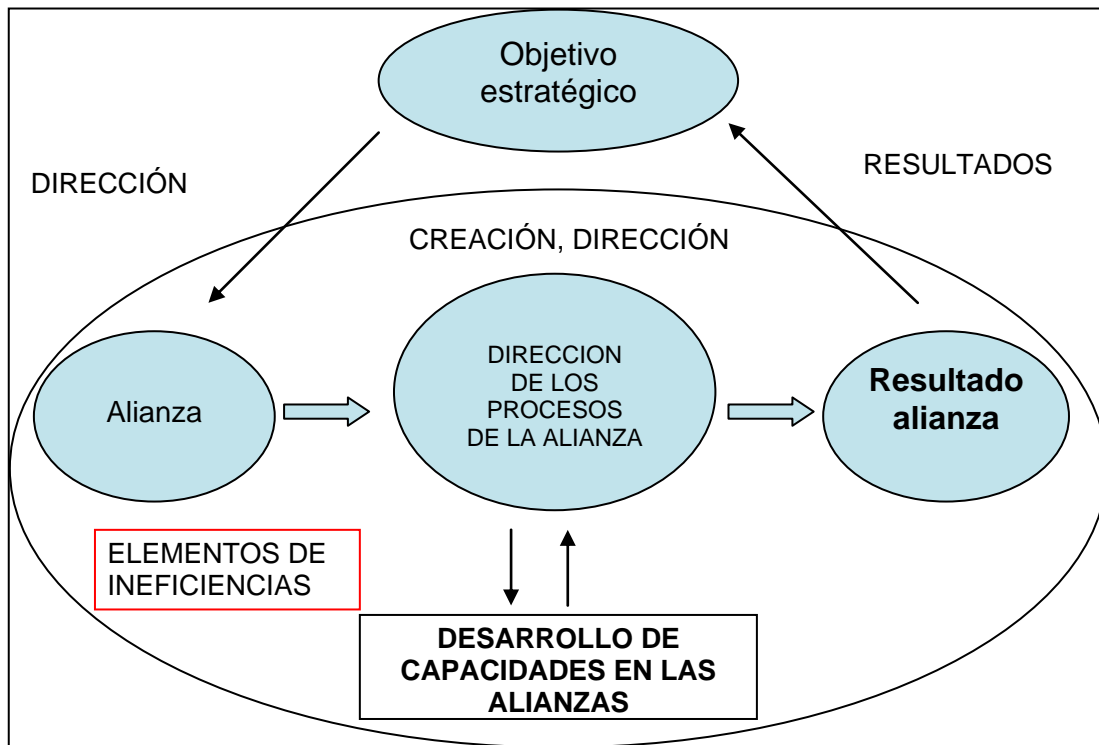 Objetivo
estratégico
DIRECCIÓN
RESULTADOS
CREACIÓN, DIRECCIÓN
Alianza
DIRECCION
DE LOS
PROCESOS
DE LA ALIANZA
Resultado
alianza
ELEMENTOS DE
INEFICIENCIAS
DESARROLLO DE
CAPACIDADES EN LAS
ALIANZAS